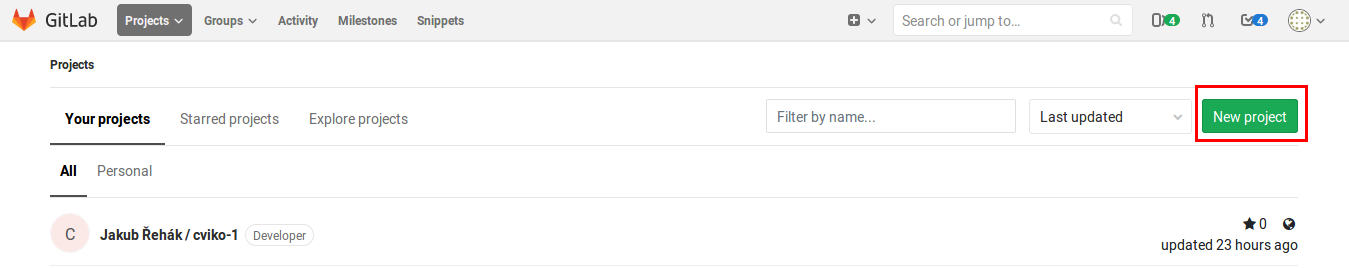 GitLab Projects Groups Activity Milestones Snippets Search or jump to... 4 4
Projects
Your projects Starred projects Explore projects Filter by name... Last updated New project
All Personal
C Jakub Řehák / cviko-1 Developer 0
updated 23 hours ago